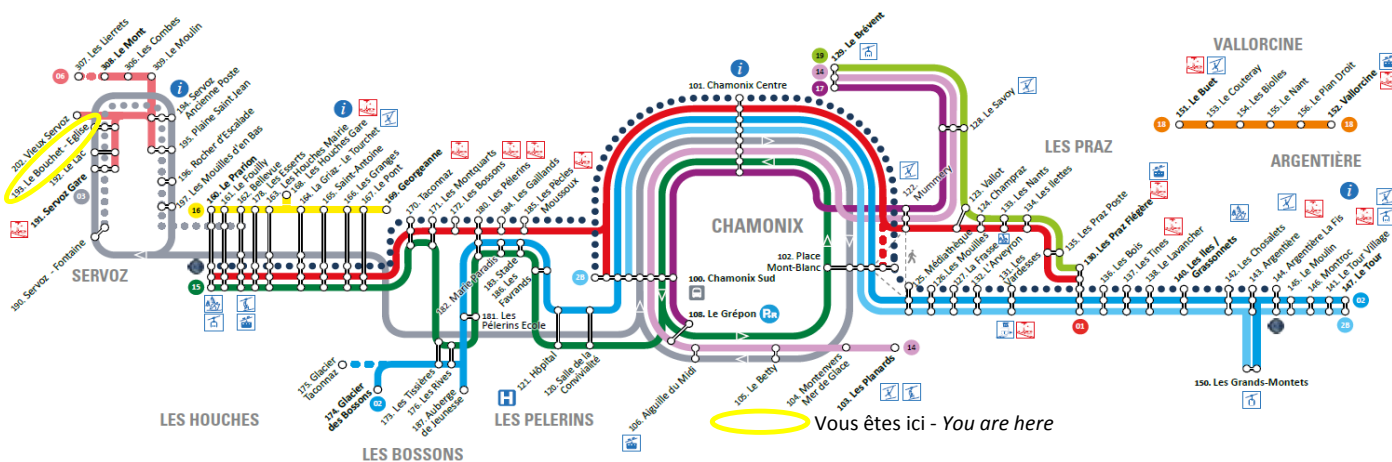 307. Les Lierrets
308. Le Mont
306. Les Combes
309. Le Moulin
06
194. Servoz
Ancienne Poste
195. Plaine Saint Jean
196. Rocher d'Escalade
197. Les Mouilles d'en Bas
202. Vieux Servoz
193. Le Bouchet - Eglise
192. Le Lac
191. Servoz Gare
03
190. Servoz - Fontaine
SERVOZ
160. Le Prarion
161. Le Fouilly
162. Bellevue
178. Les Esserts
163. Les Houches Mairie
168. Les Houches Gare
164. La Griaz - Le Tourchet
165. Saint-Antoine
166. Les Granges
167. Le Pont
169. Georgeanne
16
15
LES HOUCHES
170. Taconnaz
171. Les Montquarts
172. Les Bossons
180. Les Pélerins
184. Les Gaillands
185. Les Pècles
Moussoux
182. Marie Paradis
183. Stade
186. Les
Favrands
181. Les
Pélerins Ecole
175. Glacier
Taconnaz
174. Glacier
des Bossons
02
173. Les Tissières
176. Les Rives
187. Auberge
de Jeunesse
LES BOSSONS
H
121. Hôpital
120. Salle de la
Convivialité
LES PELERINS
2B
101. Chamonix Centre
CHAMONIX
100. Chamonix Sud
108. Le Grépon
102. Place
Mont-Blanc
106. Aiguille du Midi
105. Le Betty
104. Montenvers
Mer de Glace
103. Les Planards
14
19
14
17
129. Le Brévent
128. Le Savoy
122.
Mummery
123. Vallot
124. Champraz
133. Les Nants
134. Les Ilettes
LES PRAZ
135. Les Praz Poste
130. Les Praz Flégère
125. Médiathèque
126. Les Mouilles
127. La Frasse
132. L'Arveyron
131. Les
Vardesses
01
136. Les Bois
137. Les Tines
138. Le Lavancher
140. Les Iles /
Grassonnets
142. Les Chosalets
143. Argentière
144. Argentière La Fis
145. Le Moulin
146. Montroc
141. Le Tour Village
147. Le Tour
02
2B
150. Les Grands-Montets
ARGENTIÈRE
VALLORCINE
18
151. Le Buet
153. Le Couteray
154. Les Biolles
155. Le Nant
156. Le Plan Droit
152. Vallorcine
18
Vous êtes ici - You are here